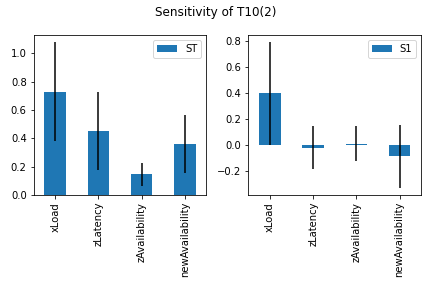 Sensitivity of T10(2)
ST
1.0
0.8
0.6
0.4
0.2
0.0
xLoad
zLatency
zAvailability
newAvailability
S1
0.8
0.6
0.4
0.2
0.0
−0.2
xLoad
zLatency
zAvailability
newAvailability